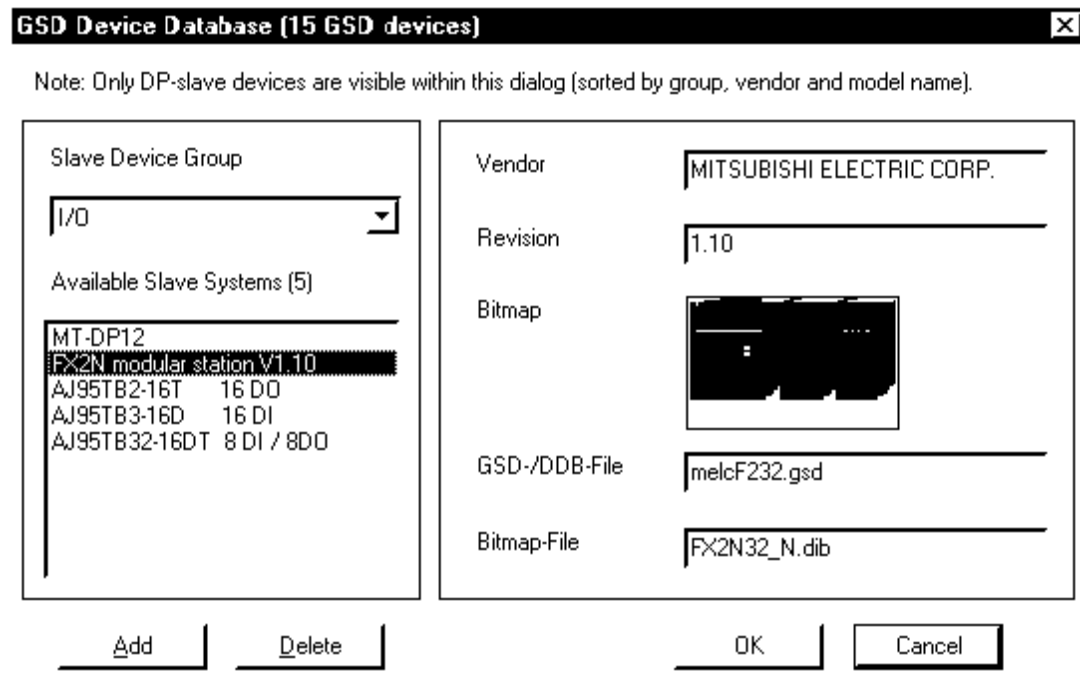 GSD Device Database (15 GSD devices)
Note: Only DP-slave devices are visible within this dialog (sorted by group, vendor and model name).
Slave Device Group
I/O
Available Slave Systems (5)
MT-DP12
FX2N modular station V1.10
AJ95TB2-16T 16 DO
AJ95TB3-16D 16 DI
AJ95TB32-16DT 8 DI / 8DO
Add
Delete
Vendor
MITSUBISHI ELECTRIC CORP.
Revision
1.10
Bitmap
GSD-/DDB-File
melcF232.gsd
Bitmap-File
FX2N32_N.dib
OK
Cancel